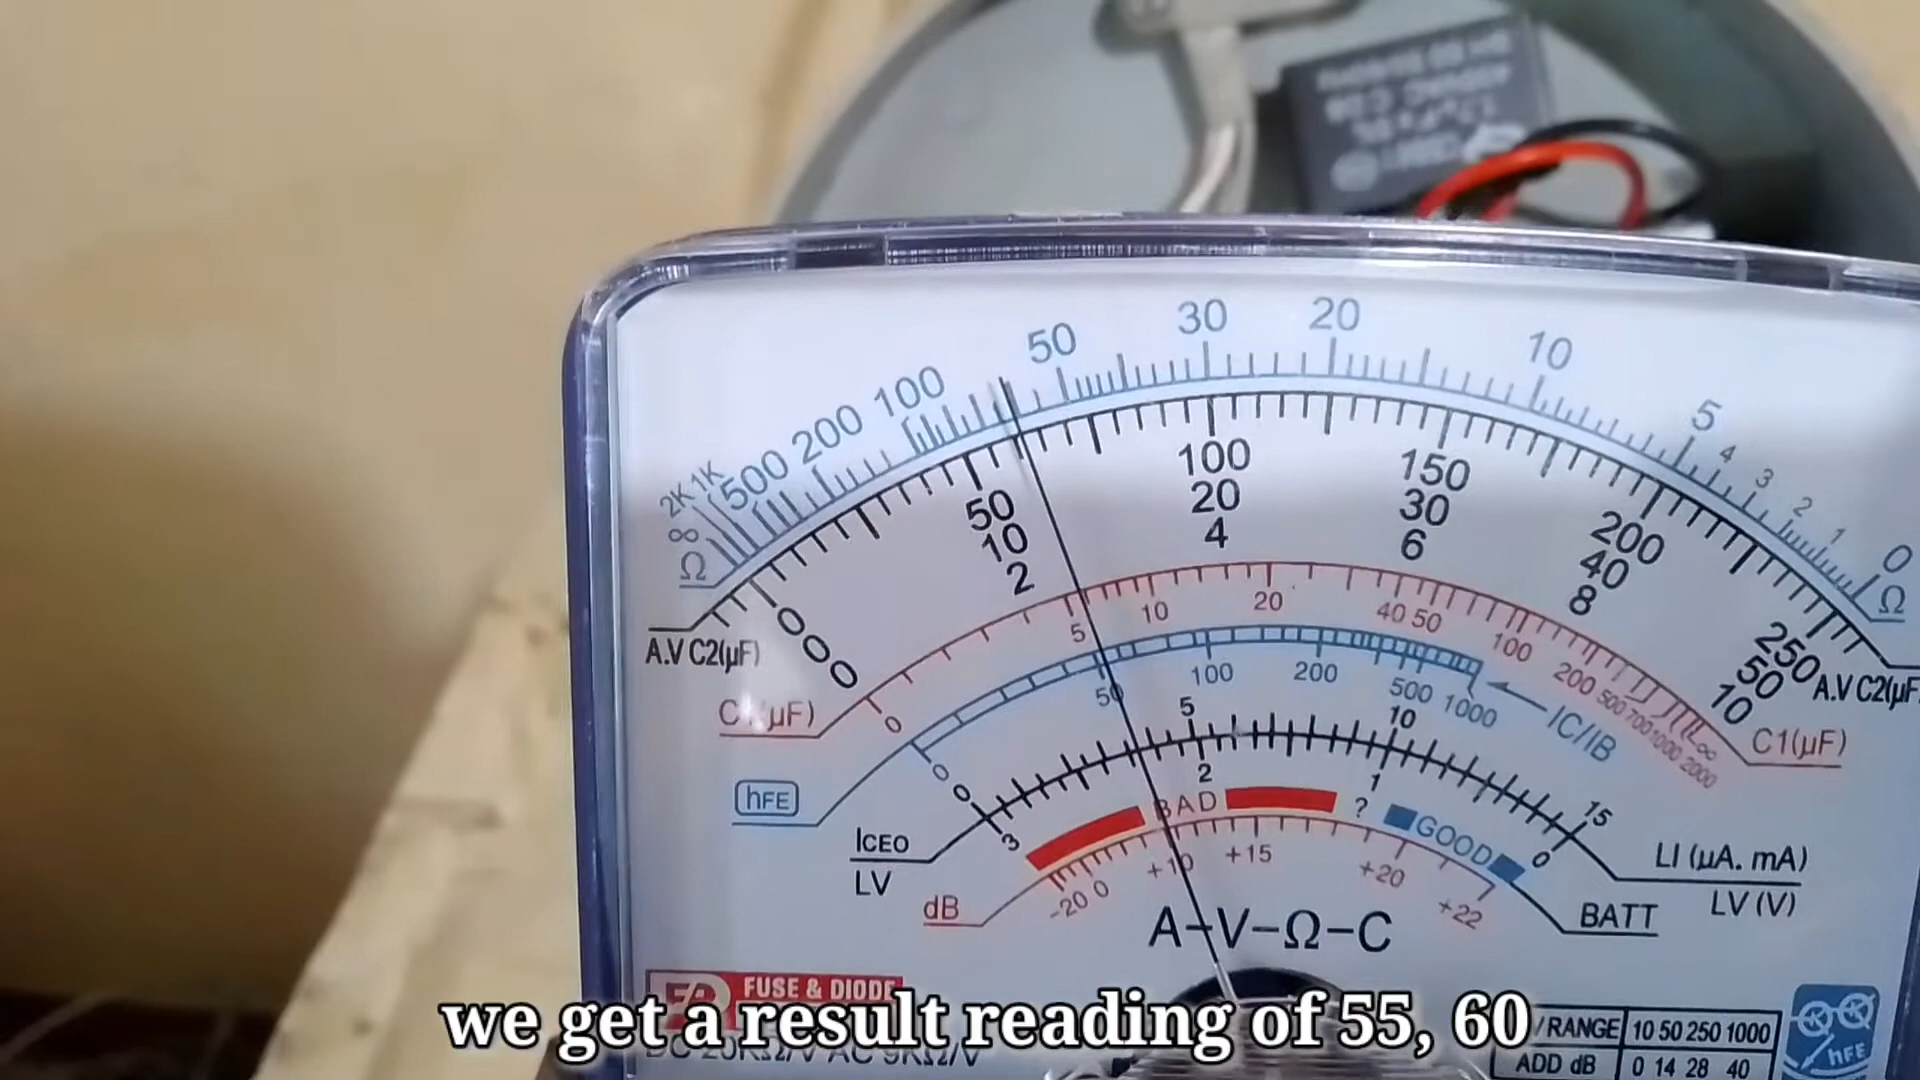 50 30 20 10 5 4 3 2 1 0
∞ 2K 1K 500 200 100
Ω Ω
0 50 100 150 200 250
0 10 20 30 40 50
0 2 4 6 8 10
A.V C2(µF) A.V C2(µF
0 5 10 20 40 50 100 200 500 700 1000 2000 ∞
C1(µF) C1(µF)
0 50 100 200 500 1000
hFE IC/IB
0 5 10 15
ICEO LI (µA. mA)
3 2 1 0
LV LV (V)
BAD ? GOOD
-20 0 +10 +15 +20 +22
dB BATT
A-V-Ω-C
FUSE & DIODE
we get a result reading of 55, 60
DC 20KΩ/V AC 9KΩ/V
V RANGE 10 50 250 1000
ADD dB 0 14 28 40
hFE